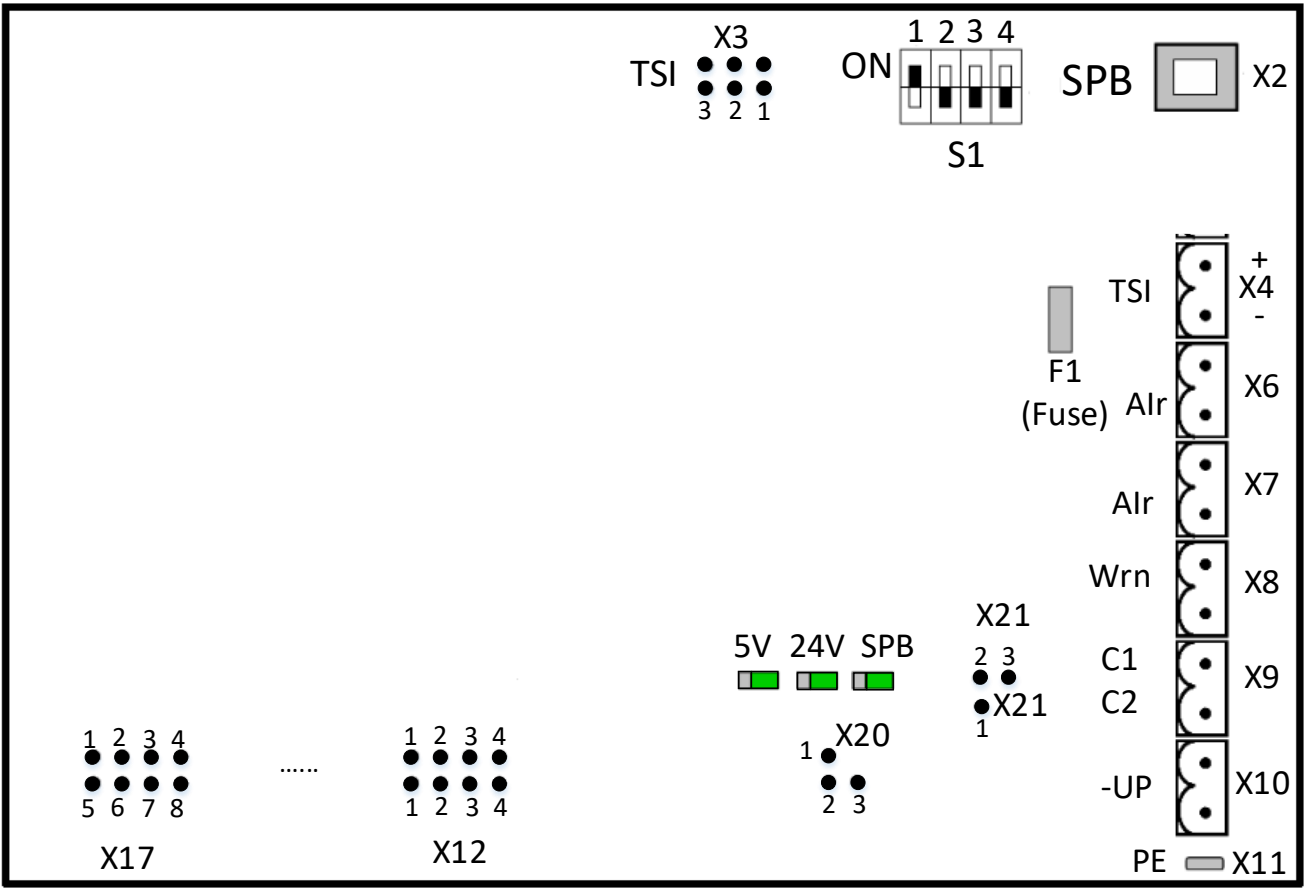 X3
1 2 3 4
TSI
ON
SPB
X2
3 2 1
S1
+
TSI
X4
-
F1
(Fuse)
AIr
X6
AIr
X7
Wrn
X8
X21
5V 24V SPB
2 3
C1
X9
C2
X21
1
X20
1
2 3
1 2 3 4
......
1 2 3 4
5 6 7 8
1 2 3 4
X17
X12
-UP
X10
PE
X11